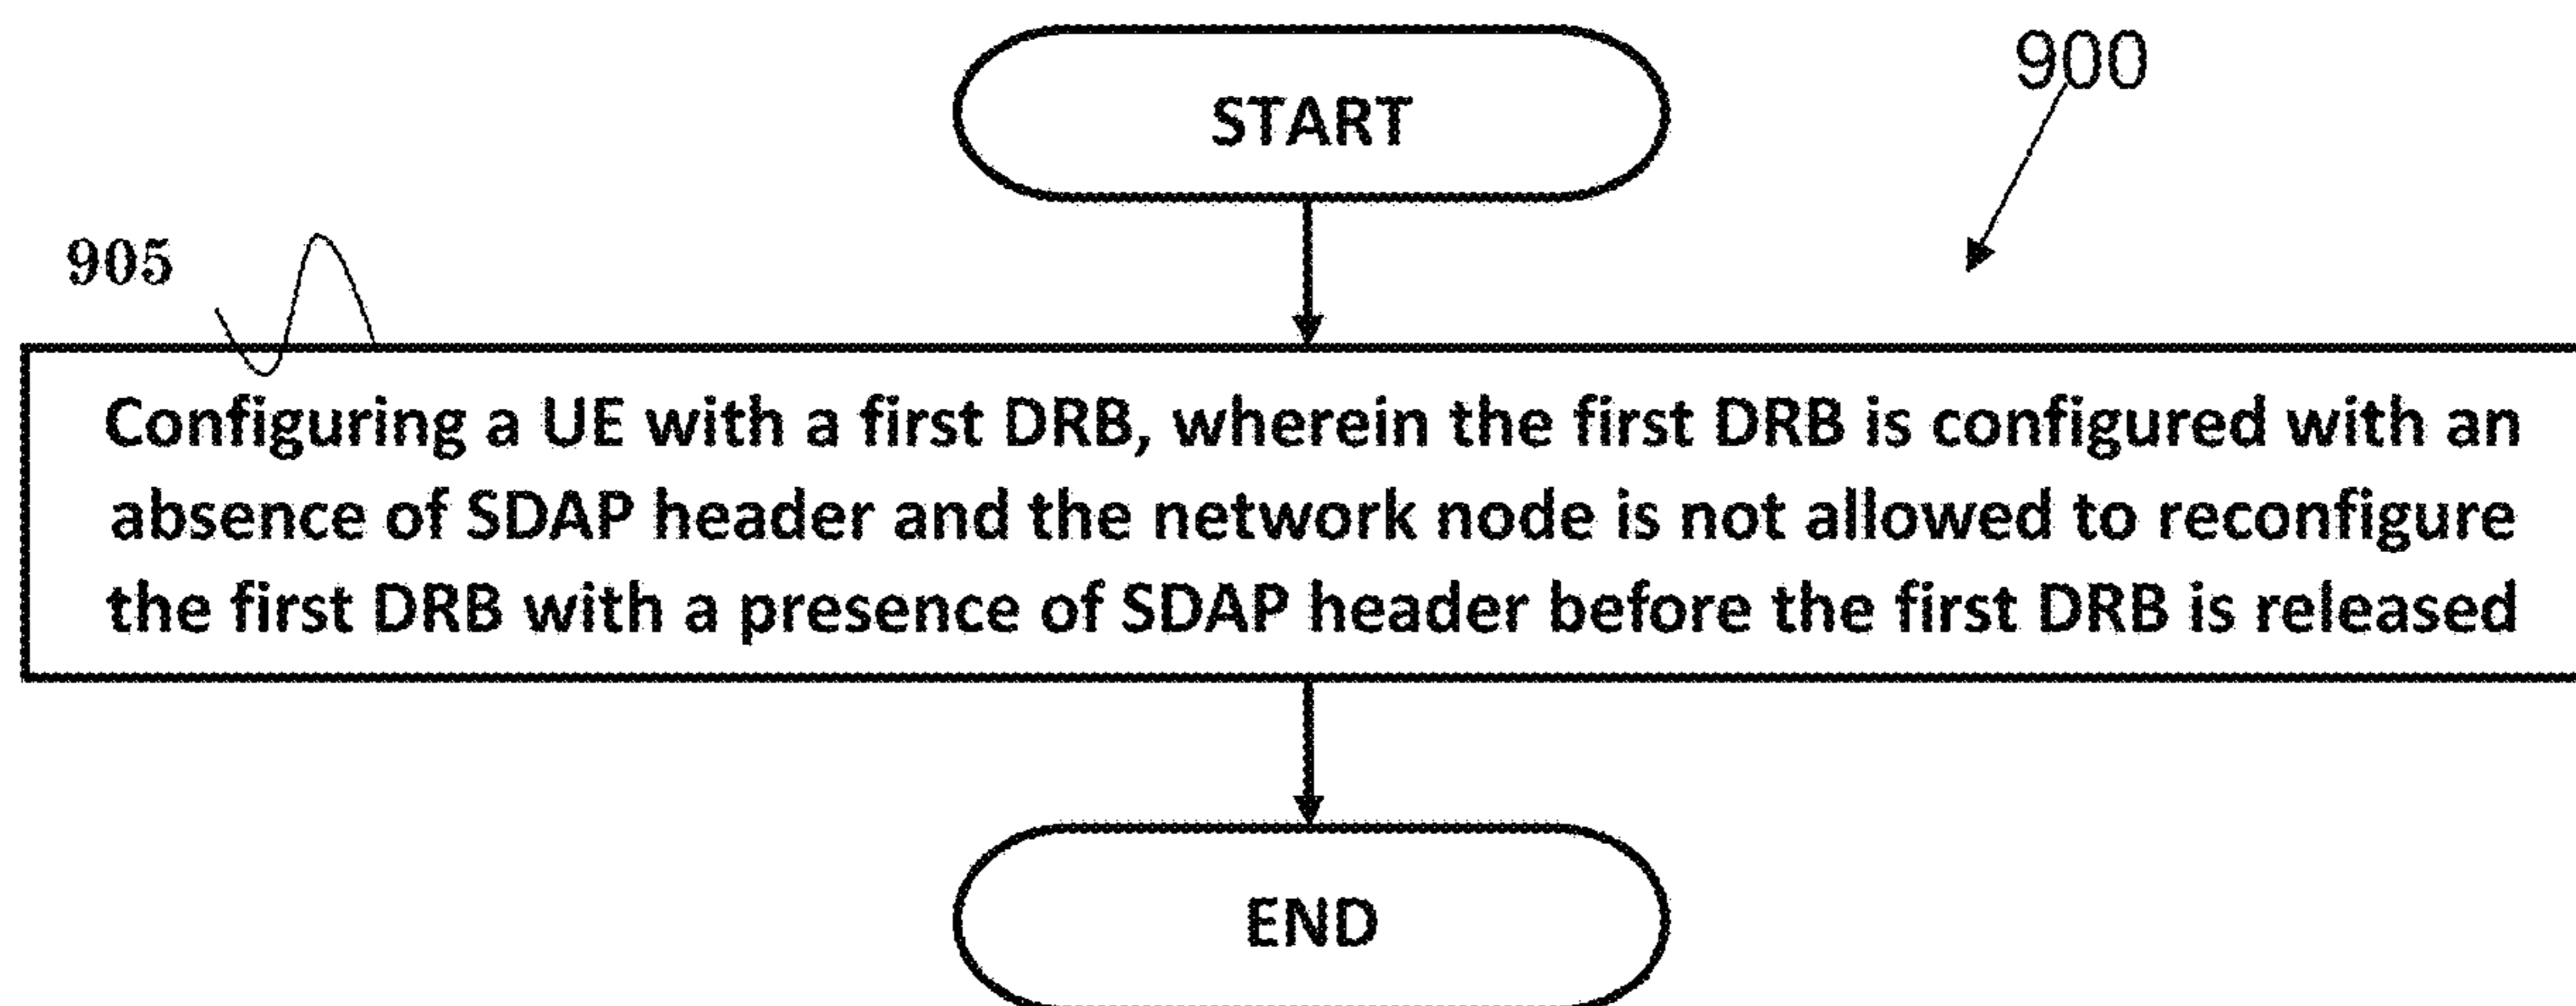 START
900
905
Configuring a UE with a first DRB, wherein the first DRB is configured with an
absence of SDAP header and the network node is not allowed to reconfigure
the first DRB with a presence of SDAP header before the first DRB is released
END